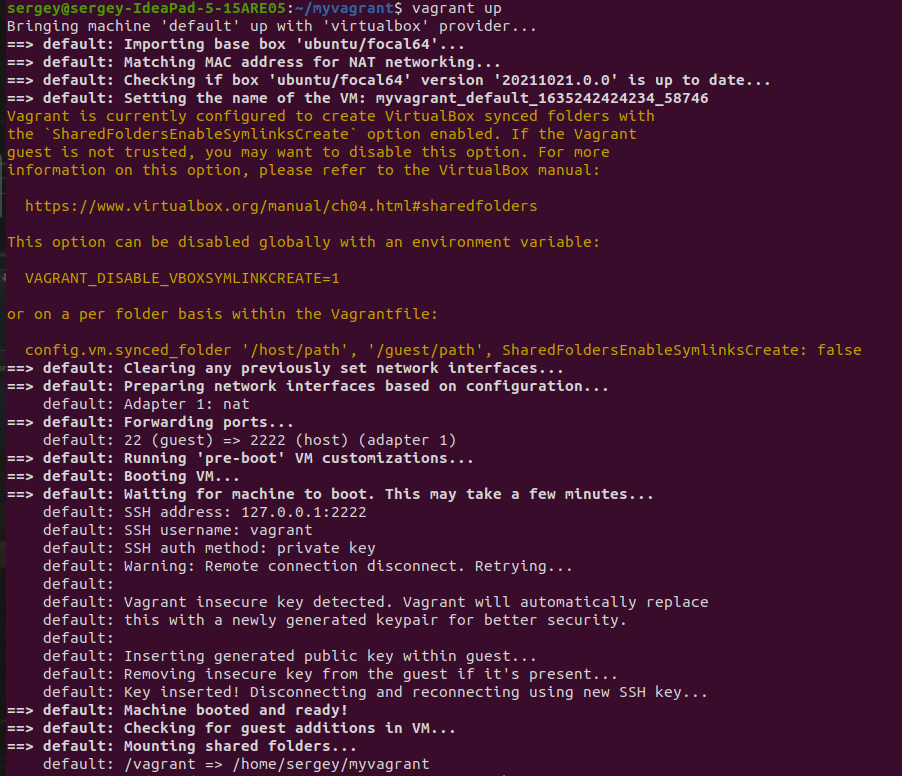 sergey@sergey-IdeaPad-5-15ARE05:~/myvagrant$ vagrant up
Bringing machine 'default' up with 'virtualbox' provider...
==> default: Importing base box 'ubuntu/focal64'...
==> default: Matching MAC address for NAT networking...
==> default: Checking if box 'ubuntu/focal64' version '20211021.0.0' is up to date...
==> default: Setting the name of the VM: myvagrant_default_1635242424234_58746
Vagrant is currently configured to create VirtualBox synced folders with
the `SharedFoldersEnableSymlinksCreate` option enabled. If the Vagrant
guest is not trusted, you may want to disable this option. For more
information on this option, please refer to the VirtualBox manual:

  https://www.virtualbox.org/manual/ch04.html#sharedfolders

This option can be disabled globally with an environment variable:

  VAGRANT_DISABLE_VBOXSYMLINKCREATE=1

or on a per folder basis within the Vagrantfile:

  config.vm.synced_folder '/host/path', '/guest/path', SharedFoldersEnableSymlinksCreate: false
==> default: Clearing any previously set network interfaces...
==> default: Preparing network interfaces based on configuration...
    default: Adapter 1: nat
==> default: Forwarding ports...
    default: 22 (guest) => 2222 (host) (adapter 1)
==> default: Running 'pre-boot' VM customizations...
==> default: Booting VM...
==> default: Waiting for machine to boot. This may take a few minutes...
    default: SSH address: 127.0.0.1:2222
    default: SSH username: vagrant
    default: SSH auth method: private key
    default: Warning: Remote connection disconnect. Retrying...
    default:
    default: Vagrant insecure key detected. Vagrant will automatically replace
    default: this with a newly generated keypair for better security.
    default:
    default: Inserting generated public key within guest...
    default: Removing insecure key from the guest if it's present...
    default: Key inserted! Disconnecting and reconnecting using new SSH key...
==> default: Machine booted and ready!
==> default: Checking for guest additions in VM...
==> default: Mounting shared folders...
    default: /vagrant => /home/sergey/myvagrant